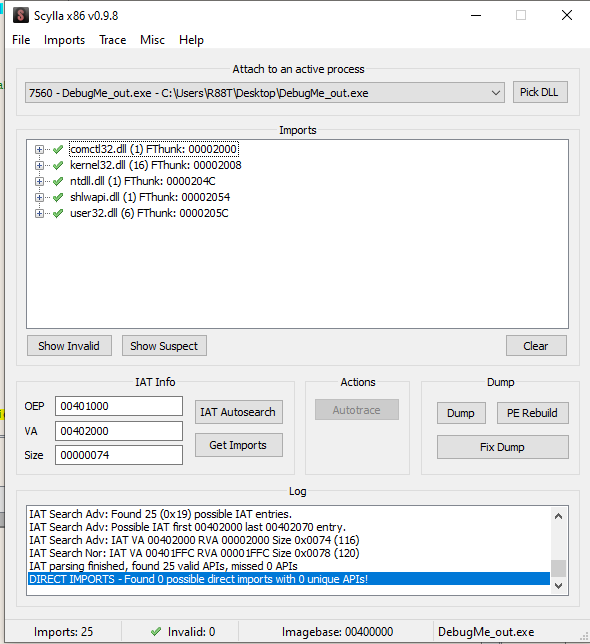 Scylla x86 v0.9.8
File Imports Trace Misc Help
Attach to an active process
7560 - DebugMe_out.exe - C:\Users\R88T\Desktop\DebugMe_out.exe
Pick DLL
Imports
comctl32.dll (1) FThunk: 00002000
kernel32.dll (16) FThunk: 00002008
ntdll.dll (1) FThunk: 0000204C
shlwapi.dll (1) FThunk: 00002054
user32.dll (6) FThunk: 0000205C
Show Invalid Show Suspect Clear
IAT Info
OEP 00401000
VA 00402000
Size 00000074
IAT Autosearch
Get Imports
Actions
Autotrace
Dump
Dump PE Rebuild
Fix Dump
Log
IAT Search Adv: Found 25 (0x19) possible IAT entries.
IAT Search Adv: Possible IAT first 00402000 last 00402070 entry.
IAT Search Adv: IAT VA 00402000 RVA 00002000 Size 0x0074 (116)
IAT Search Nor: IAT VA 00401FFC RVA 00001FFC Size 0x0078 (120)
IAT parsing finished, found 25 valid APIs, missed 0 APIs
DIRECT IMPORTS - Found 0 possible direct imports with 0 unique APIs!
Imports: 25 Invalid: 0 Imagebase: 00400000 DebugMe_out.exe